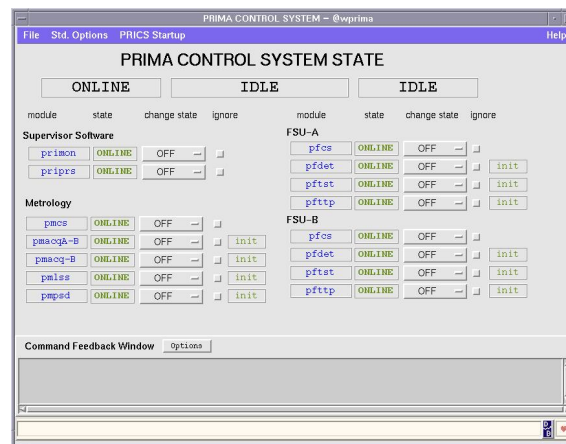 PRIMA CONTROL SYSTEM – @wprima
File Std. Options PRICS Startup Help
PRIMA CONTROL SYSTEM STATE
ONLINE IDLE IDLE
module state change state ignore
Supervisor Software
primon ONLINE OFF
priprs ONLINE OFF
Metrology
pmcs ONLINE OFF
pmacqA-B ONLINE OFF init
pmacq-B ONLINE OFF init
pmlss ONLINE OFF init
pmpsd ONLINE OFF init
module state change state ignore
FSU-A
pfcs ONLINE OFF
pfdet ONLINE OFF init
pftst ONLINE OFF init
pfttp ONLINE OFF init
FSU-B
pfcs ONLINE OFF
pfdet ONLINE OFF init
pftst ONLINE OFF init
pfttp ONLINE OFF init
Command Feedback Window Options